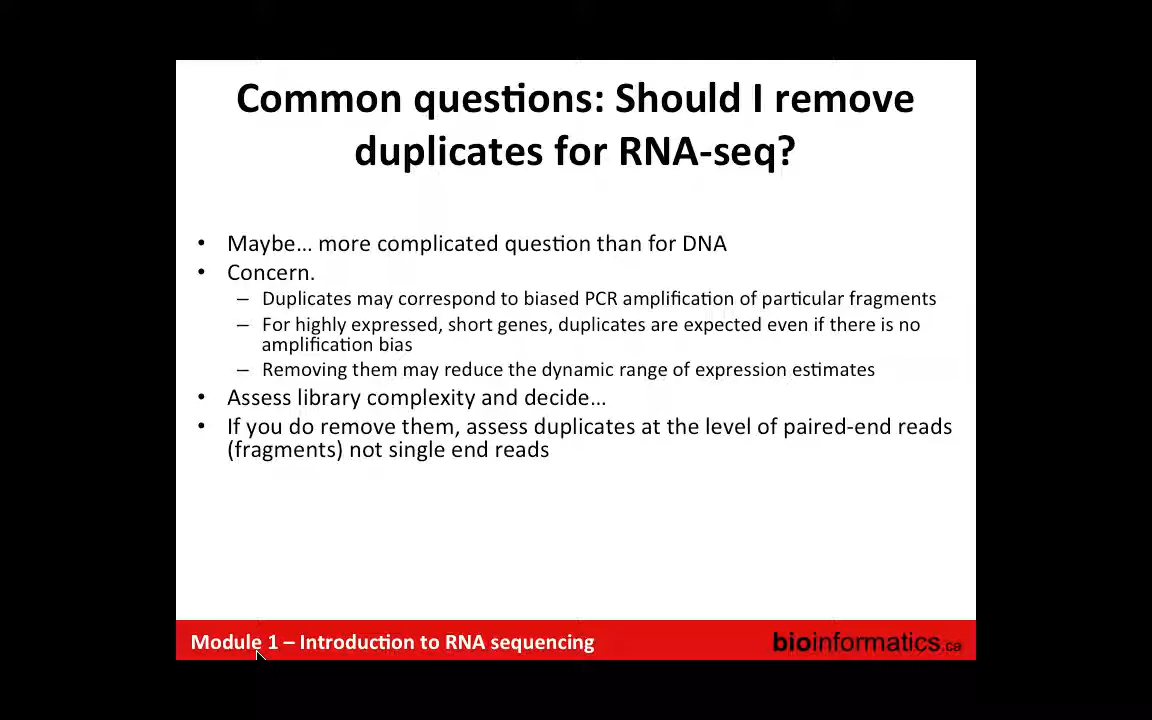 Common questions: Should I remove
duplicates for RNA-seq?
• Maybe… more complicated question than for DNA
• Concern.
– Duplicates may correspond to biased PCR amplification of particular fragments
– For highly expressed, short genes, duplicates are expected even if there is no
amplification bias
– Removing them may reduce the dynamic range of expression estimates
• Assess library complexity and decide…
• If you do remove them, assess duplicates at the level of paired-end reads
(fragments) not single end reads
Module 1 – Introduction to RNA sequencing
bioinformatics.ca